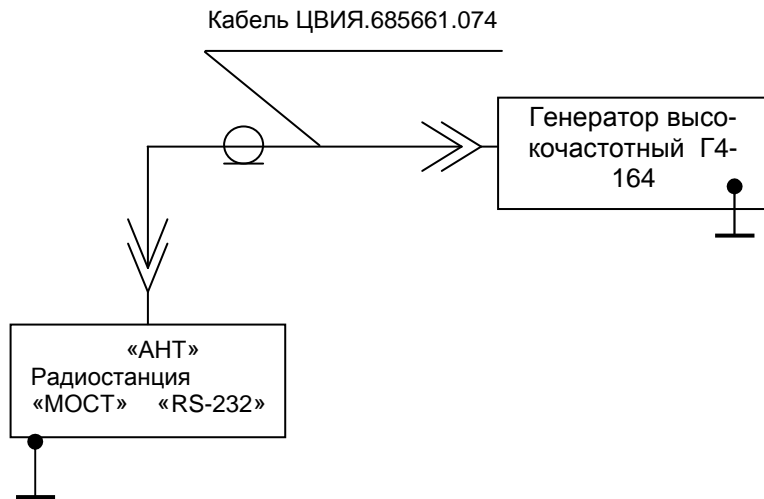 Кабель ЦВИЯ.685661.074
Генератор высо-
кочастотный Г4-
164
«АНТ»
Радиостанция
«МОСТ» «RS-232»